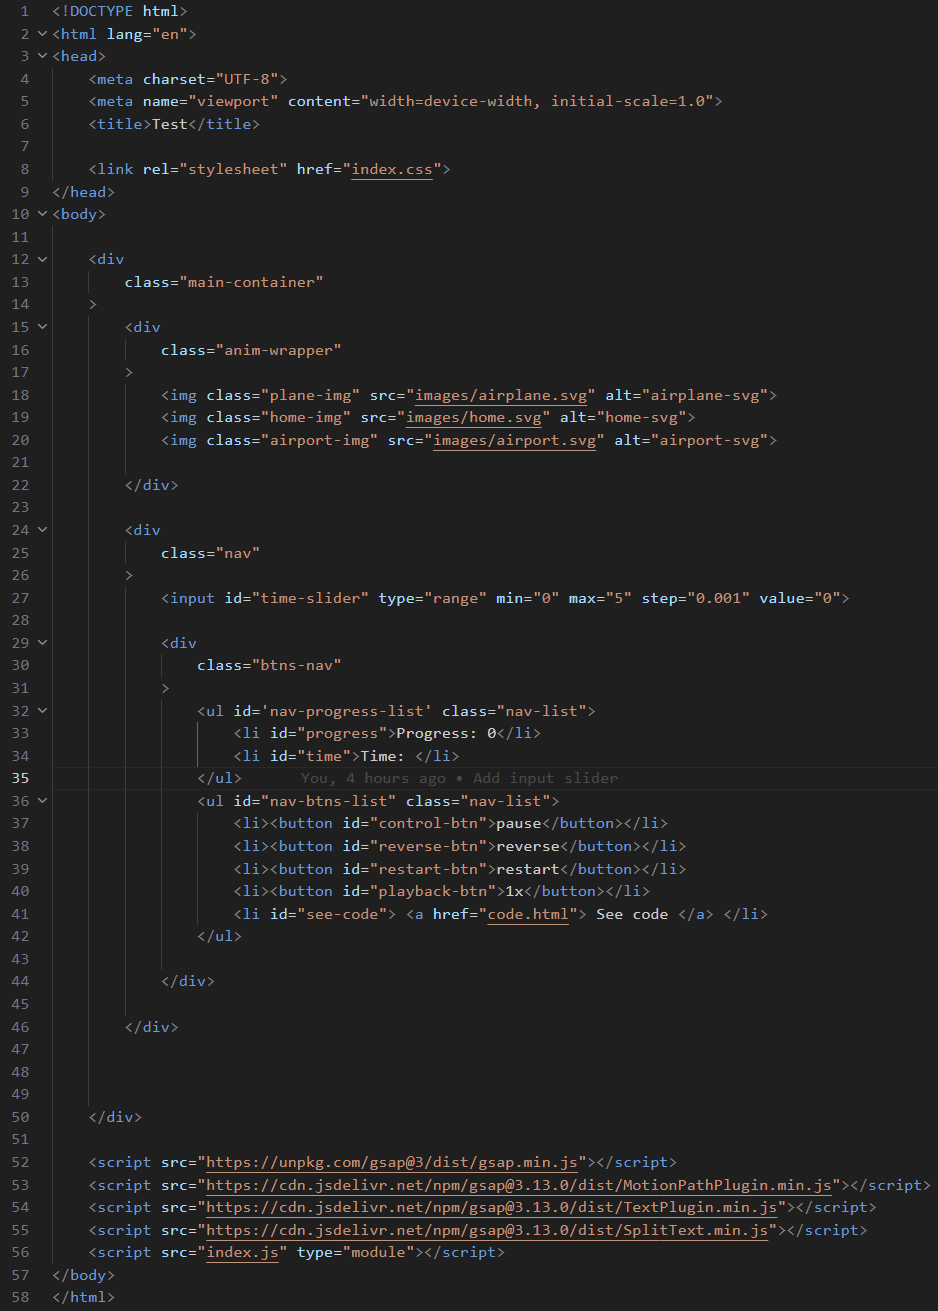 1 <!DOCTYPE html>
2 <html lang="en">
3 <head>
4     <meta charset="UTF-8">
5     <meta name="viewport" content="width=device-width, initial-scale=1.0">
6     <title>Test</title>
7
8     <link rel="stylesheet" href="index.css">
9 </head>
10 <body>
11
12     <div
13         class="main-container"
14     >
15         <div
16             class="anim-wrapper"
17         >
18             <img class="plane-img" src="images/airplane.svg" alt="airplane-svg">
19             <img class="home-img" src="images/home.svg" alt="home-svg">
20             <img class="airport-img" src="images/airport.svg" alt="airport-svg">
21
22         </div>
23
24         <div
25             class="nav"
26         >
27             <input id="time-slider" type="range" min="0" max="5" step="0.001" value="0">
28
29             <div
30                 class="btns-nav"
31             >
32                 <ul id='nav-progress-list' class="nav-list">
33                     <li id="progress">Progress: 0</li>
34                     <li id="time">Time: </li>
35                 </ul>      You, 4 hours ago • Add input slider
36                 <ul id="nav-btns-list" class="nav-list">
37                     <li><button id="control-btn">pause</button></li>
38                     <li><button id="reverse-btn">reverse</button></li>
39                     <li><button id="restart-btn">restart</button></li>
40                     <li><button id="playback-btn">1x</button></li>
41                     <li id="see-code"> <a href="code.html"> See code </a> </li>
42                 </ul>
43
44             </div>
45
46         </div>
47
48
49
50     </div>
51
52     <script src="https://unpkg.com/gsap@3/dist/gsap.min.js"></script>
53     <script src="https://cdn.jsdelivr.net/npm/gsap@3.13.0/dist/MotionPathPlugin.min.js"></script>
54     <script src="https://cdn.jsdelivr.net/npm/gsap@3.13.0/dist/TextPlugin.min.js"></script>
55     <script src="https://cdn.jsdelivr.net/npm/gsap@3.13.0/dist/SplitText.min.js"></script>
56     <script src="index.js" type="module"></script>
57 </body>
58 </html>